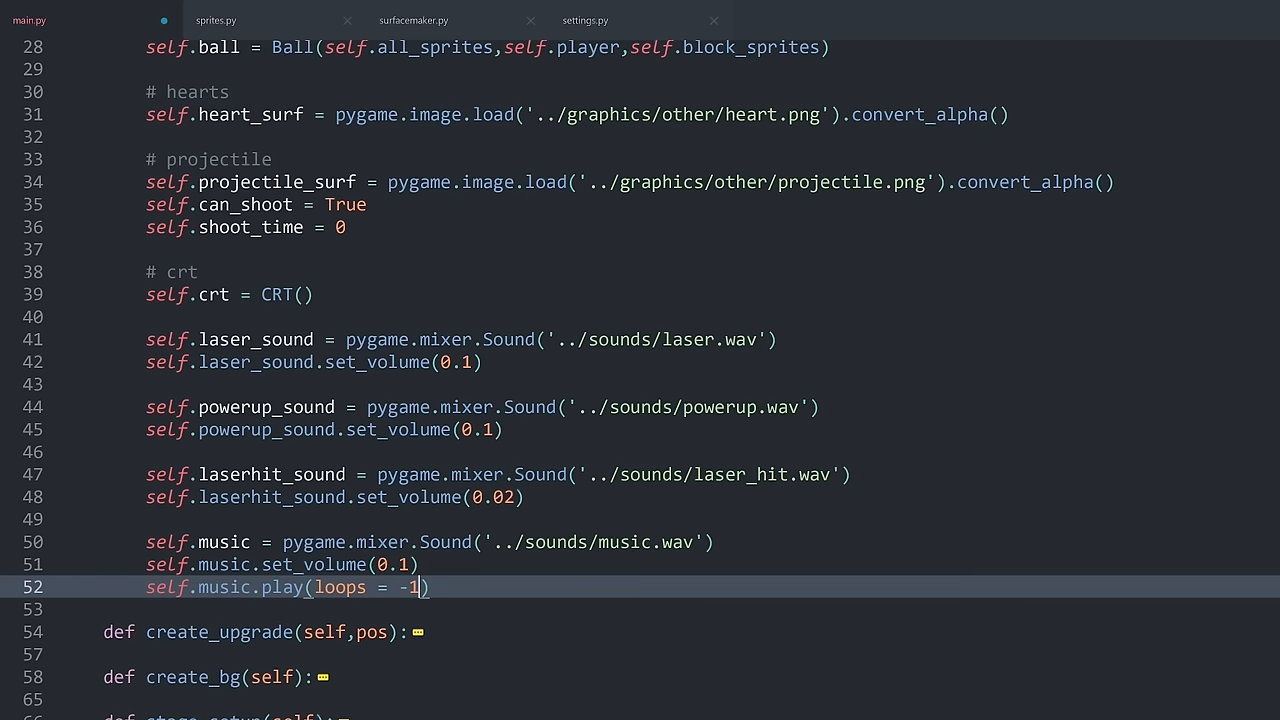 main.py sprites.py surfacemaker.py settings.py
28 self.ball = Ball(self.all_sprites,self.player,self.block_sprites)
29
30 # hearts
31 self.heart_surf = pygame.image.load('../graphics/other/heart.png').convert_alpha()
32
33 # projectile
34 self.projectile_surf = pygame.image.load('../graphics/other/projectile.png').convert_alpha()
35 self.can_shoot = True
36 self.shoot_time = 0
37
38 # crt
39 self.crt = CRT()
40
41 self.laser_sound = pygame.mixer.Sound('../sounds/laser.wav')
42 self.laser_sound.set_volume(0.1)
43
44 self.powerup_sound = pygame.mixer.Sound('../sounds/powerup.wav')
45 self.powerup_sound.set_volume(0.1)
46
47 self.laserhit_sound = pygame.mixer.Sound('../sounds/laser_hit.wav')
48 self.laserhit_sound.set_volume(0.02)
49
50 self.music = pygame.mixer.Sound('../sounds/music.wav')
51 self.music.set_volume(0.1)
52 self.music.play(loops = -1)
53
54 def create_upgrade(self,pos):
57
58 def create_bg(self):
65
66 def stage_setup(self):